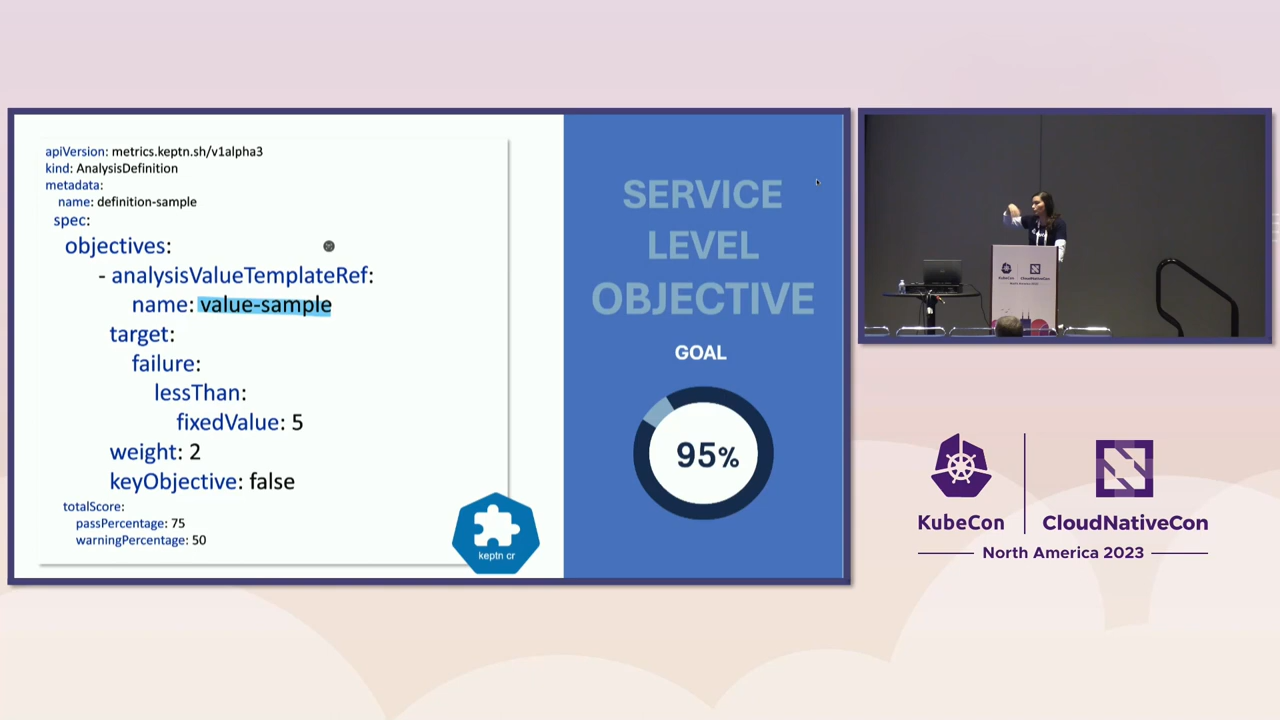 apiVersion: metrics.keptn.sh/v1alpha3
kind: AnalysisDefinition
metadata:
name: definition-sample
spec:
objectives:
- analysisValueTemplateRef:
name: value-sample
target:
failure:
lessThan:
fixedValue: 5
weight: 2
keyObjective: false
totalScore:
passPercentage: 75
warningPercentage: 50
keptn cr
SERVICE
LEVEL
OBJECTIVE
GOAL
95%
KubeCon
CloudNativeCon
KubeCon CloudNativeCon
North America 2023